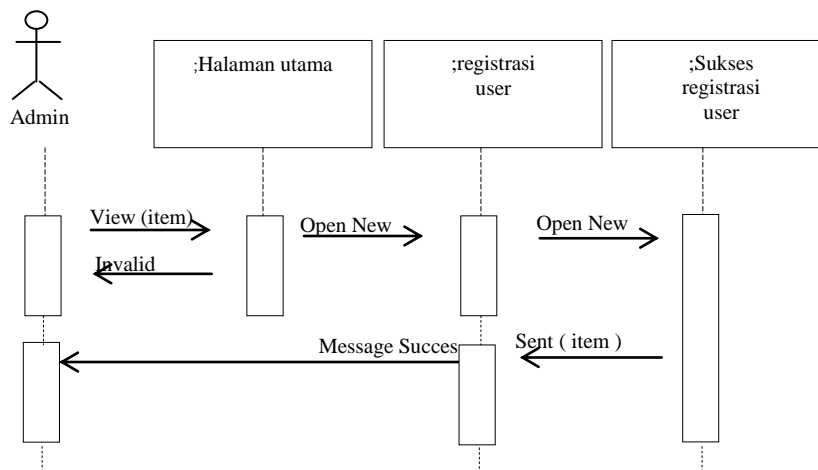 ;Halaman utama
;registrasi
user
;Sukses
registrasi
user
Admin
View (item)
Open New
Open New
Invalid
Message Succes
Sent ( item )